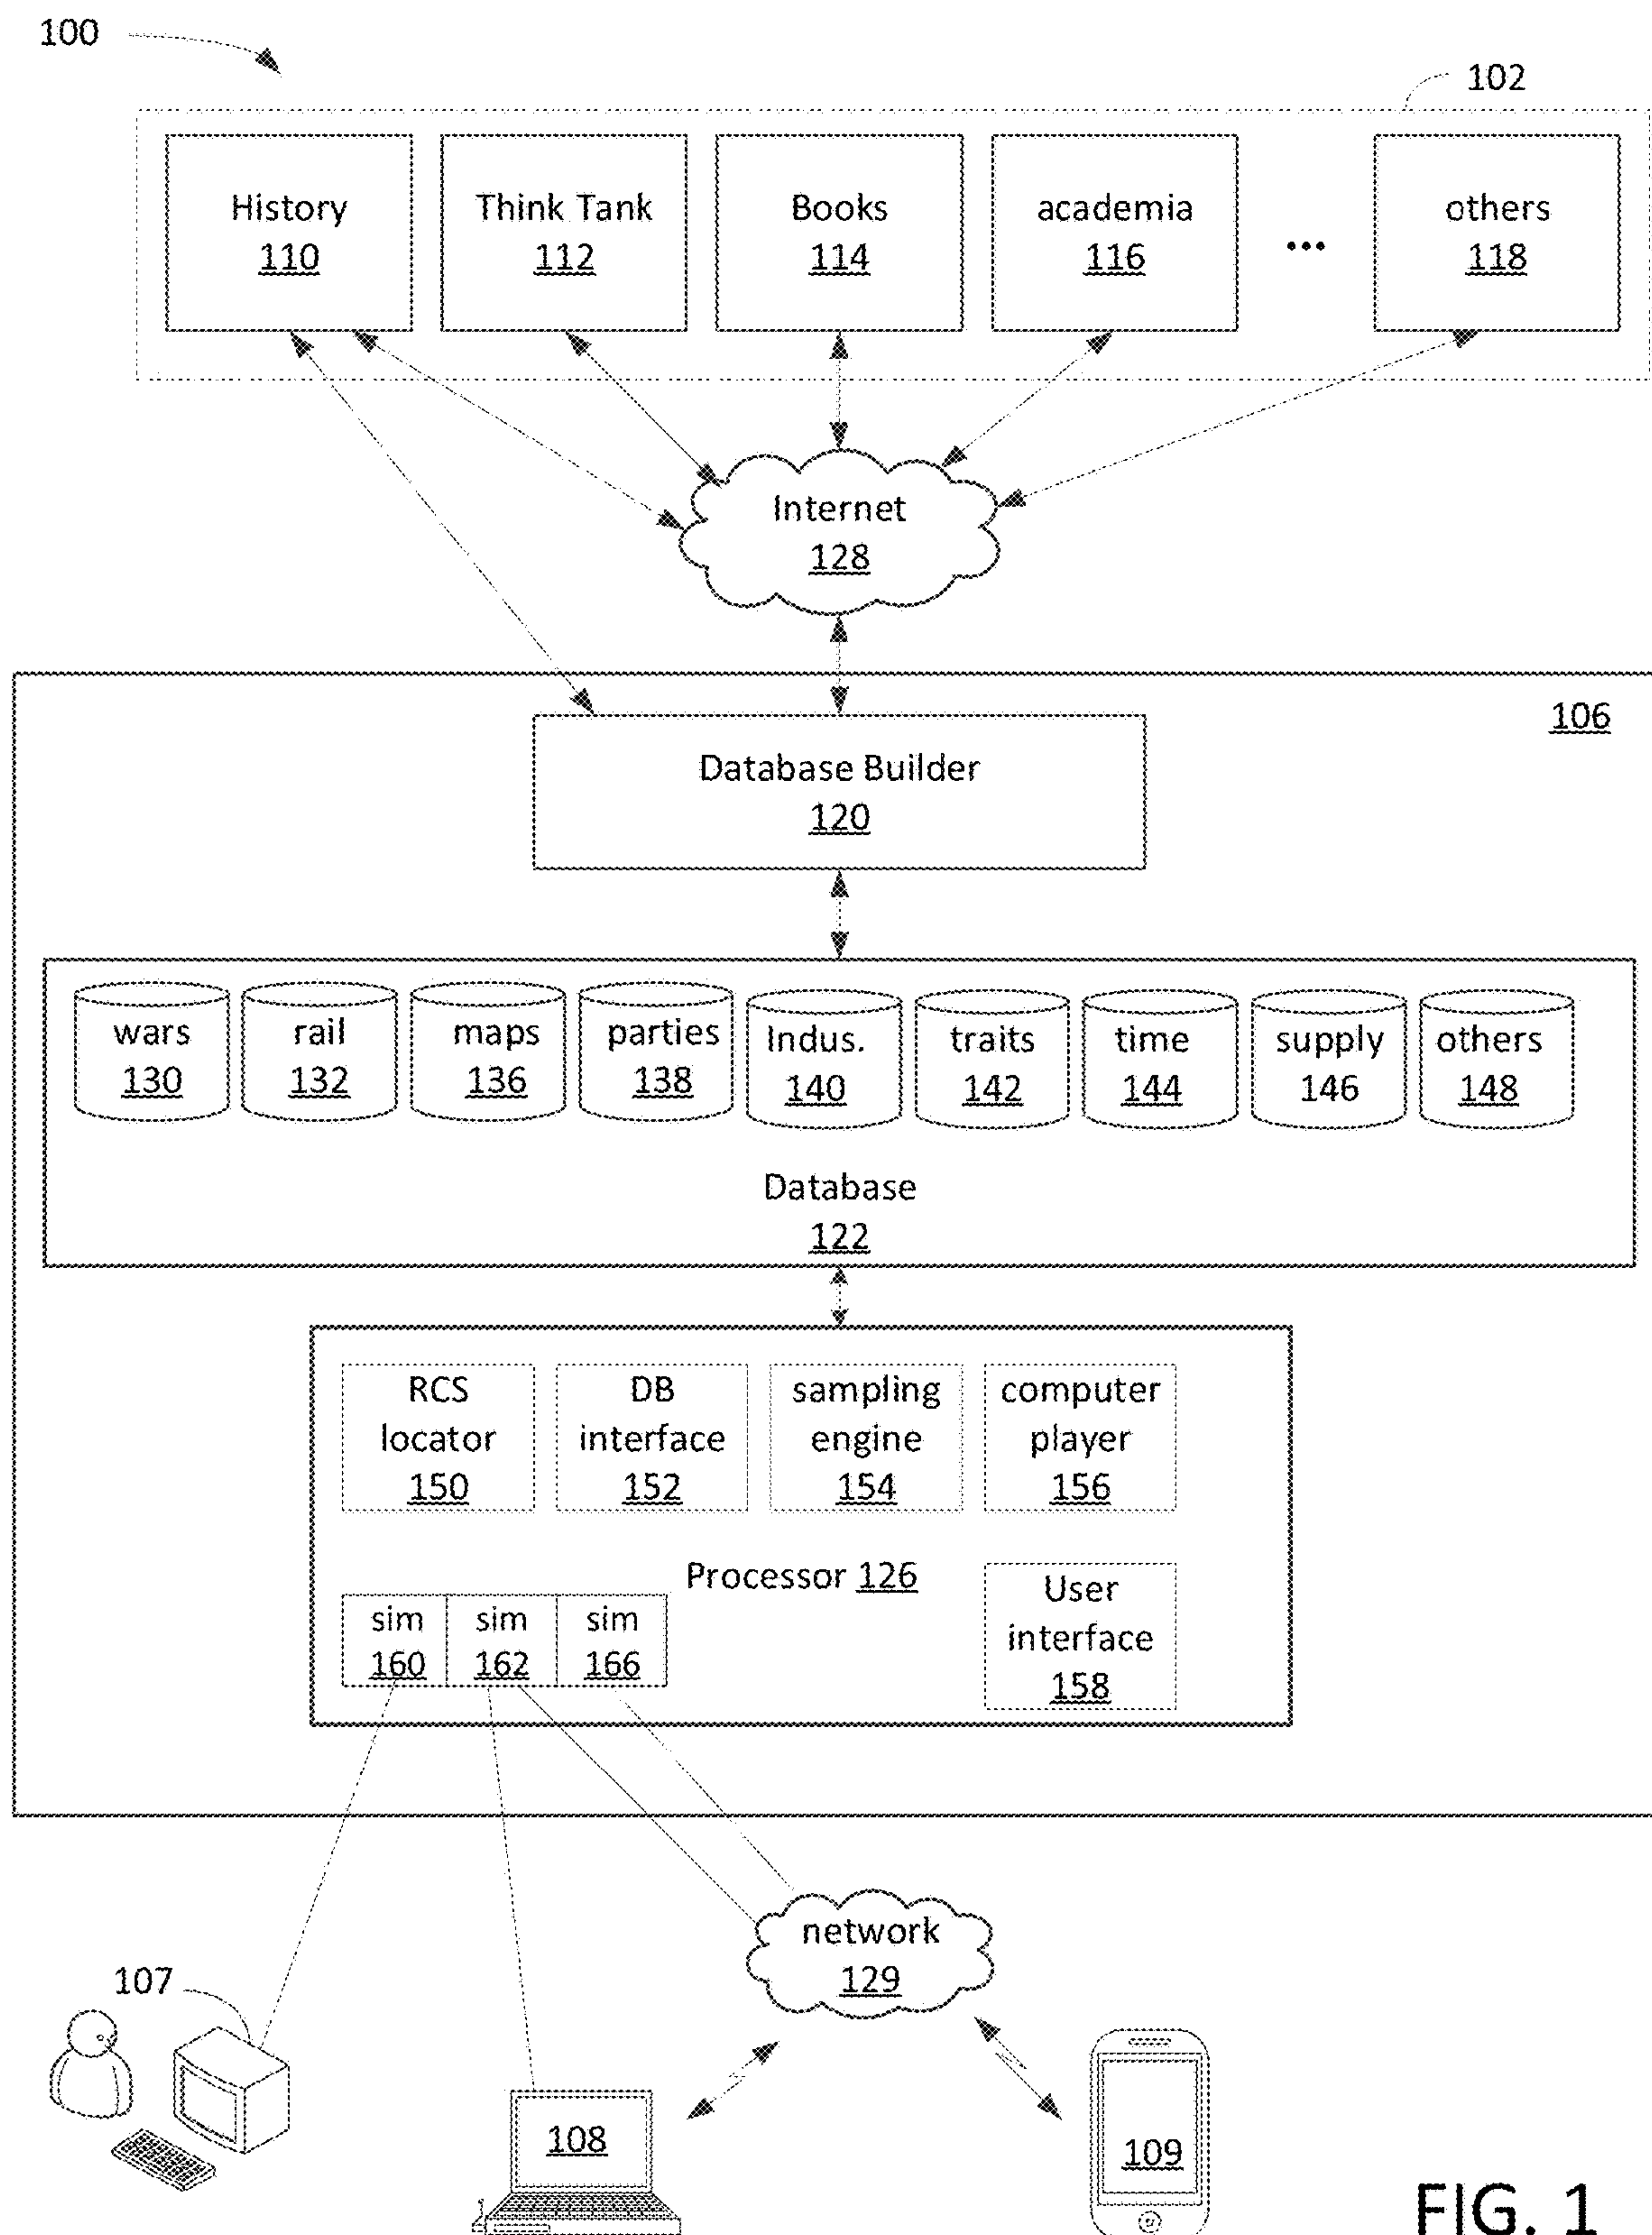 100
102
History
110
Think Tank
112
Books
114
academia
116
...
others
118
Internet
128
106
Database Builder
120
wars
130
rail
132
maps
136
parties
138
Indus.
140
traits
142
time
144
supply
146
others
148
Database
122
RCS
locator
150
DB
interface
152
sampling
engine
154
computer
player
156
Processor 126
sim
160
sim
162
sim
166
User
interface
158
network
129
107
108
109
FIG. 1